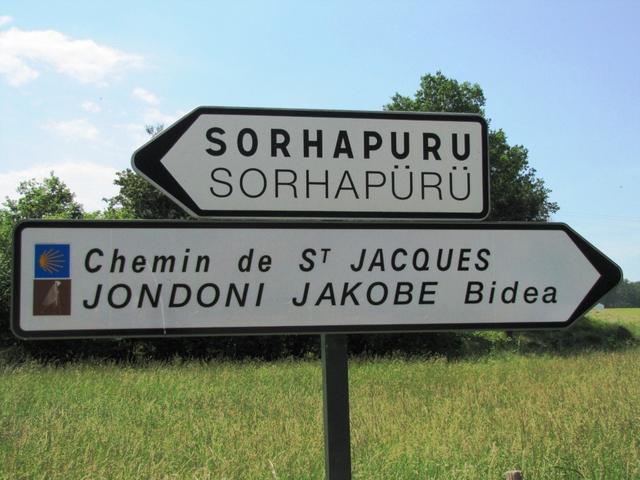 SORHAPURU
SORHAPÜRÜ
Chemin de ST JACQUES
JONDONI JAKOBE Bidea